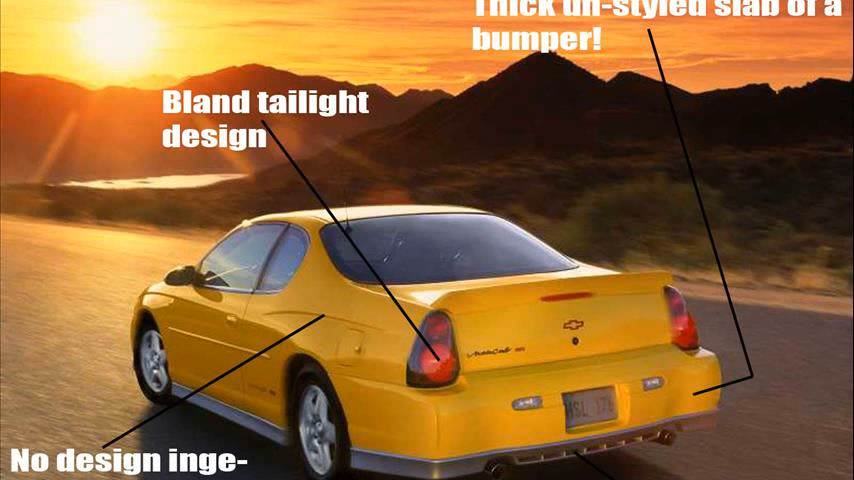 Thick un-styled slab of a
bumper!
Bland tailight
design
No design inge-